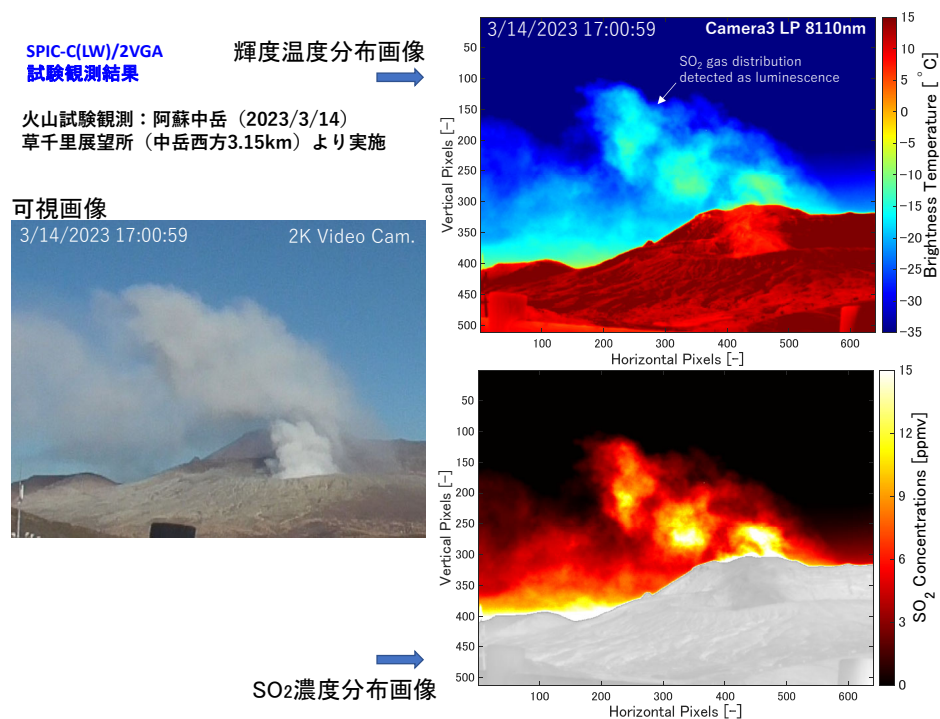 SPIC-C(LW)/2VGA
試験観測結果
輝度温度分布画像
火山試験観測：阿蘇中岳（2023/3/14）
草千里展望所（中岳西方3.15km）より実施
可視画像
3/14/2023 17:00:59
2K Video Cam.
3/14/2023 17:00:59
Camera3 LP 8110nm
SO2 gas distribution
detected as luminescence
Vertical Pixels [-]
50
100
150
200
250
300
350
400
450
500
100 200 300 400 500 600
Horizontal Pixels [-]
15
10
5
0
−5
−10
−15
−20
−25
−30
−35
Brightness Temperature [°C]
Vertical Pixels [-]
50
100
150
200
250
300
350
400
450
500
100 200 300 400 500 600
Horizontal Pixels [-]
15
12
9
6
3
0
SO2 Concentrations [ppmv]
SO2濃度分布画像